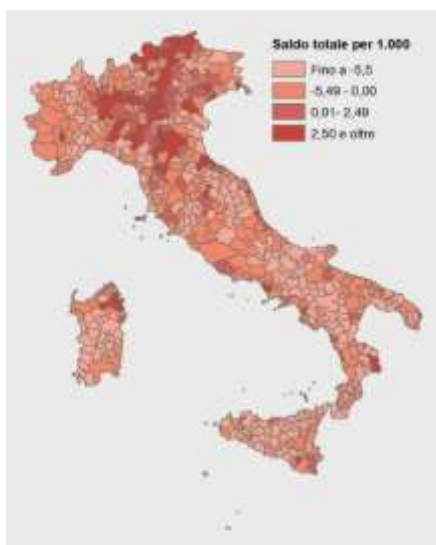 Saldo totale per 1.000
Fino a -5,5
-5,49 - 0,00
0,01- 2,49
2,50 e oltre